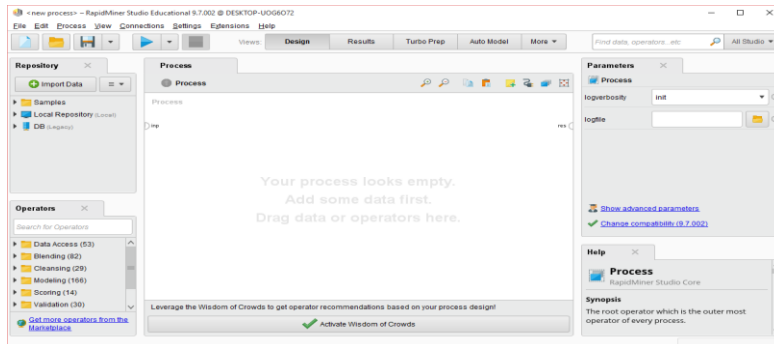 <new process> – RapidMiner Studio Educational 9.7.002 @ DESKTOP-UOG6O72
File Edit Process View Connections Settings Extensions Help
Views: Design Results Turbo Prep Auto Model More
Find data, operators...etc
All Studio
Repository
Import Data
Samples
Local Repository (Local)
DB (Legacy)
Operators
Search for Operators
Data Access (53)
Blending (82)
Cleansing (29)
Modeling (166)
Scoring (14)
Validation (30)
Get more operators from the
Marketplace
Process
Process
Process
inp
res
Your process looks empty.
Add some data first.
Drag data or operators here.
Leverage the Wisdom of Crowds to get operator recommendations based on your process design!
Activate Wisdom of Crowds
Parameters
Process
logverbosity
init
logfile
Show advanced parameters
Change compatibility (9.7.002)
Help
Process
RapidMiner Studio Core
Synopsis
The root operator which is the outer most
operator of every process.